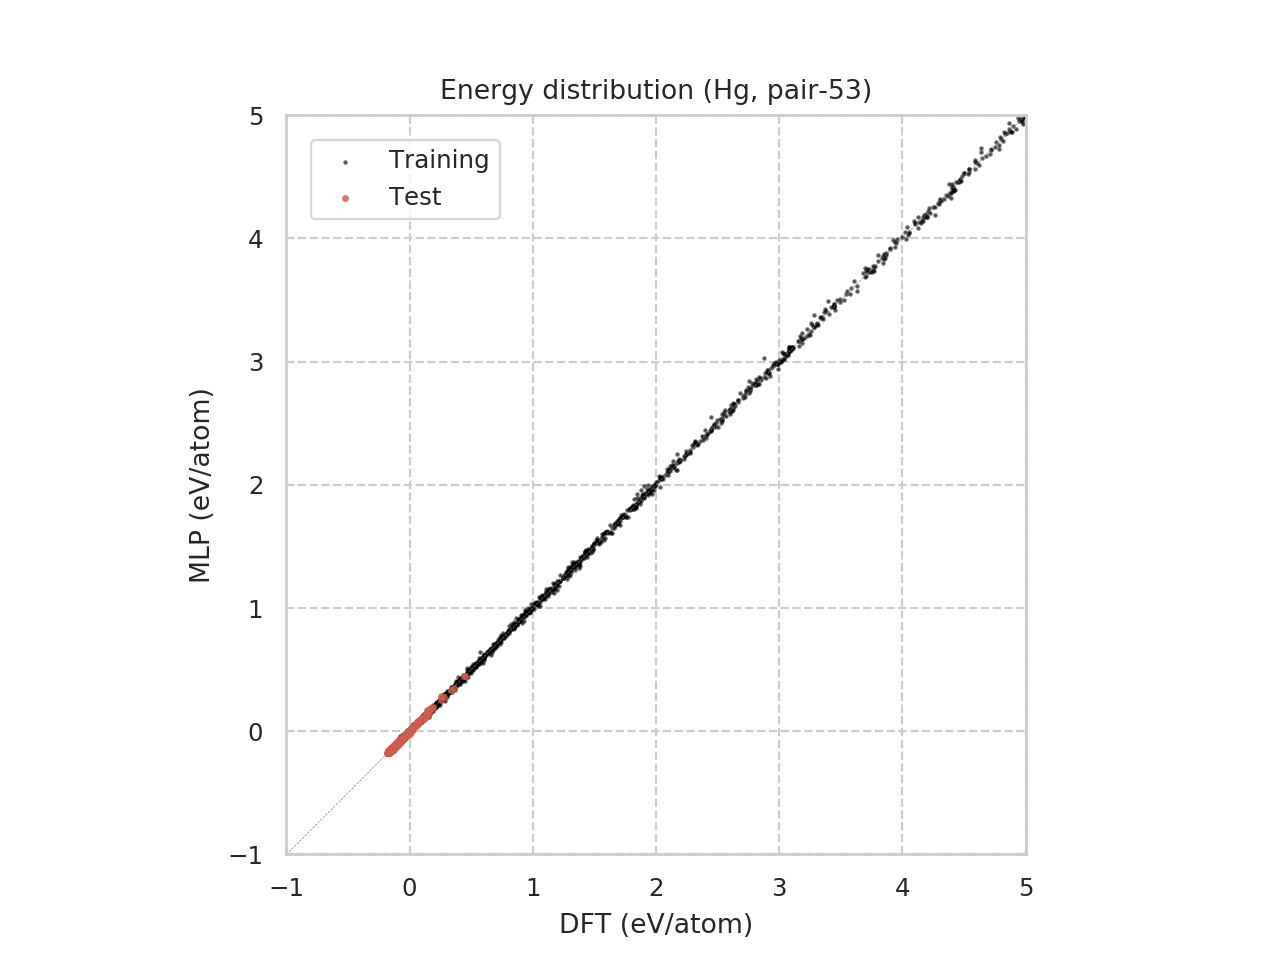 Energy distribution (Hg, pair-53)
5
4
3
2
1
0
−1
Training
Test
MLP (eV/atom)
−1 0 1 2 3 4 5
DFT (eV/atom)